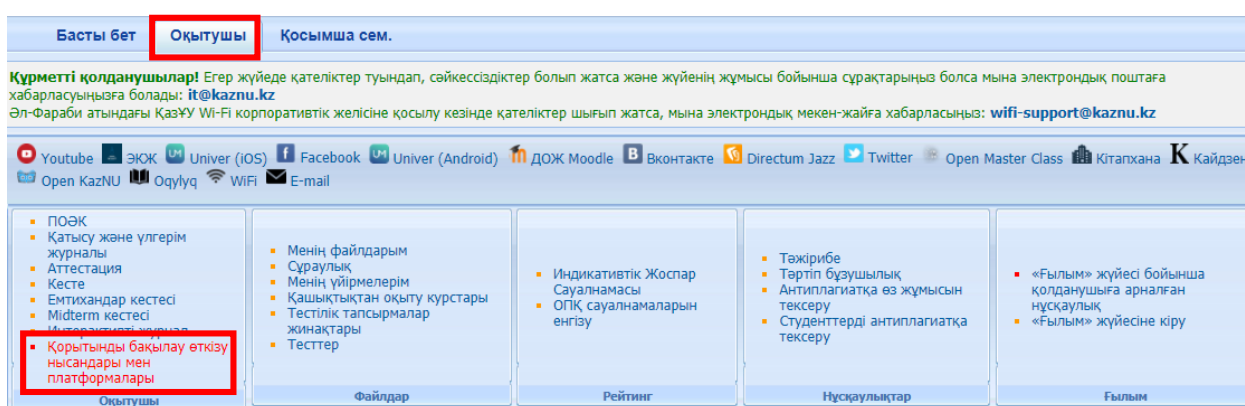 Басты бет Оқытушы Қосымша сем.
Құрметті қолданушылар! Егер жүйеде қателіктер туындап, сәйкессіздіктер болып жатса және жүйенің жұмысы бойынша сұрақтарыңыз болса мына электрондық поштаға
хабарласуыңызға болады: it@kaznu.kz
Әл-Фараби атындағы ҚазҰУ Wi-Fi корпоративтік желісіне қосылу кезінде қателіктер шығып жатса, мына электрондық мекен-жайға хабарласыңыз: wifi-support@kaznu.kz
Youtube ЭКЖ Univer (iOS) Facebook Univer (Android) ДОЖ Moodle Вконтакте Directum Jazz Twitter Open Master Class Кітапхана Кайдзен
Open KazNU Oqylyq WiFi E-mail
ПОӘК
Қатысу және үлгерім
журналы
Аттестация
Кесте
Емтихандар кестесі
Midterm кестесі
Интерактивті журнал
Қорытынды бақылау өткізу
нысандары мен
платформалары
Оқытушы
Менің файлдарым
Сұраулық
Менің үйірмелерім
Қашықтықтан оқыту курстары
Тестілік тапсырмалар
жинақтары
Тесттер
Файлдар
Индикативтік Жоспар
Сауалнамасы
ОПҚ сауалнамаларын
енгізу
Рейтинг
Тәжірибе
Тәртіп бұзушылық
Антиплагиатқа өз жұмысын
тексеру
Студенттерді антиплагиатқа
тексеру
Нұсқаулықтар
«Ғылым» жүйесі бойынша
қолданушыға арналған
нұсқаулық
«Ғылым» жүйесіне кіру
Ғылым